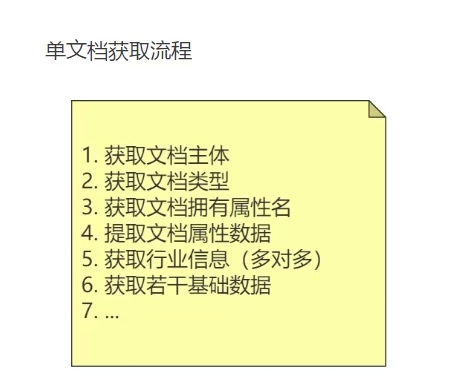 单文档获取流程
1. 获取文档主体
2. 获取文档类型
3. 获取文档拥有属性名
4. 提取文档属性数据
5. 获取行业信息（多对多）
6. 获取若干基础数据
7. ...